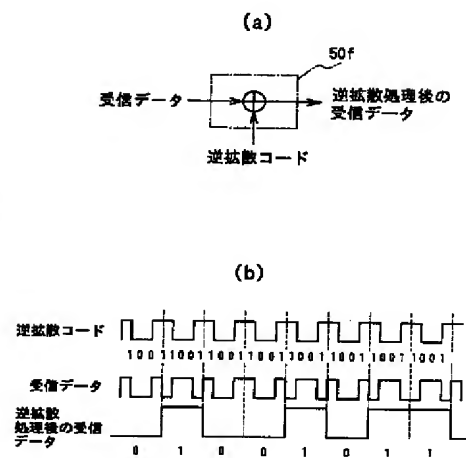 (a)
50f
受信データ
逆拡散処理後の
受信データ
逆拡散コード
(b)
逆拡散コード
10011001100110011001100110011001
受信データ
逆拡散
処理後の受信
データ
0 1 0 0 1 0 1 1